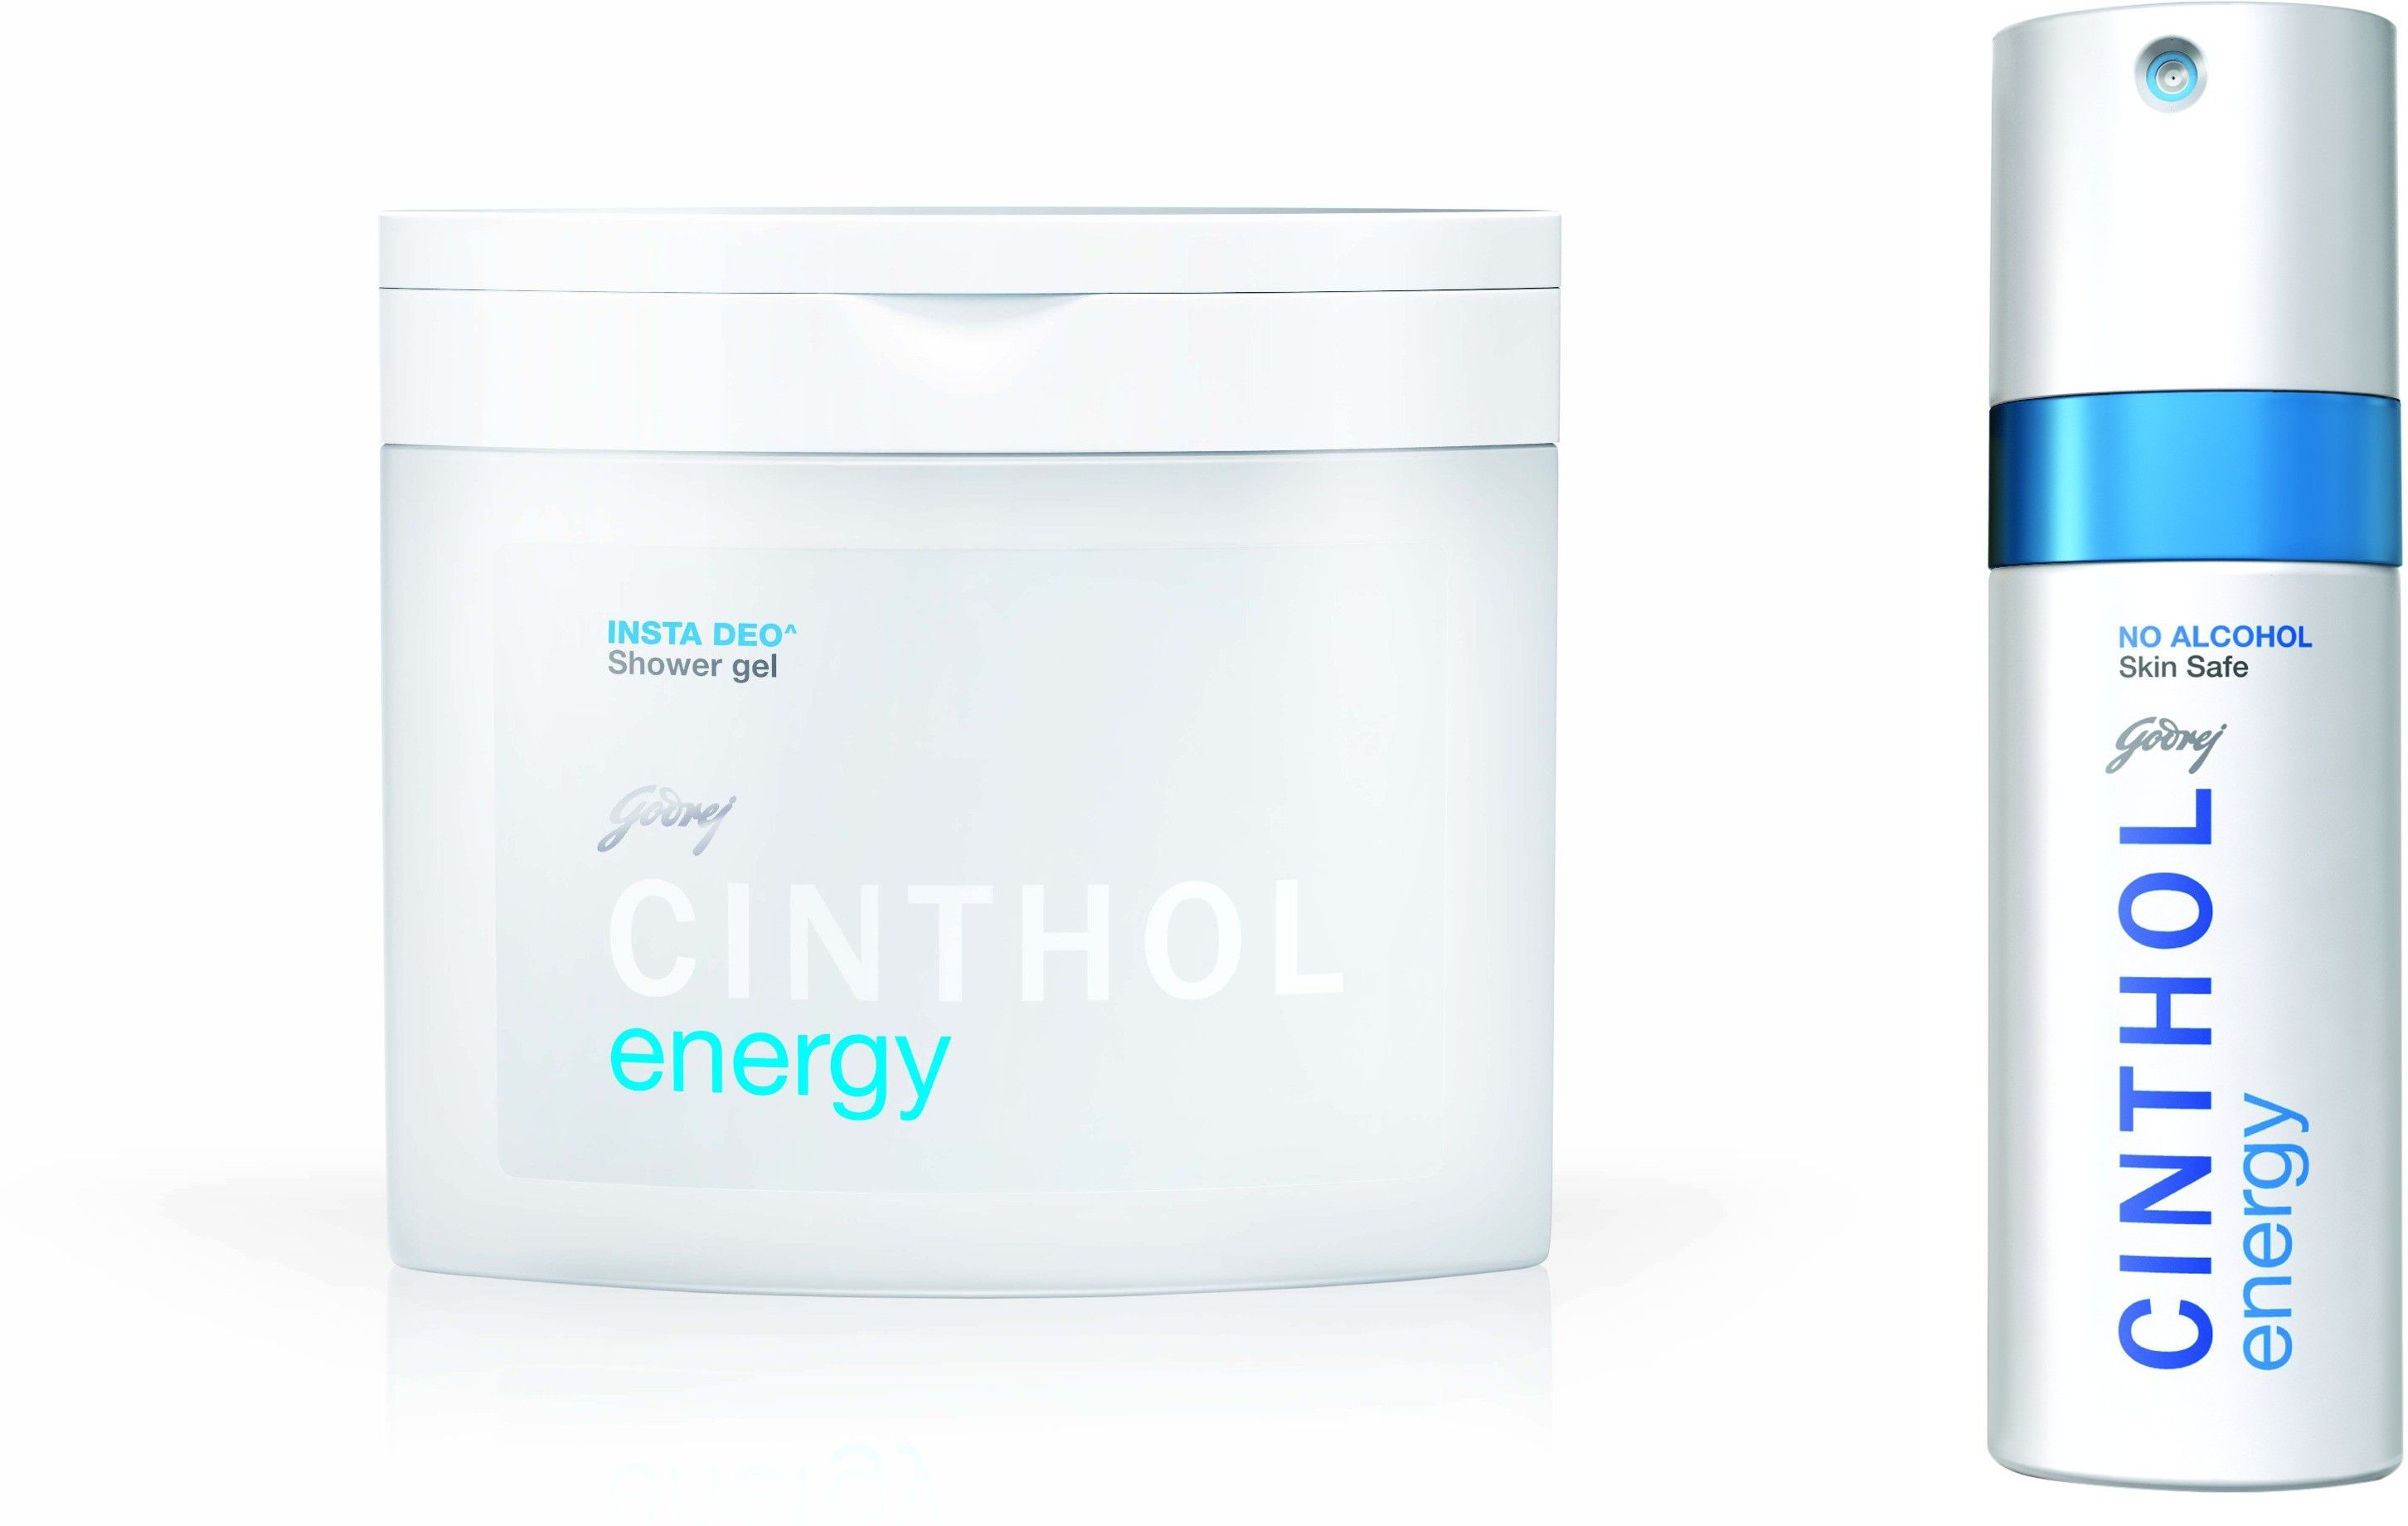 INSTA DEO^
Shower gel
Godrej
CINTHOL
energy
NO ALCOHOL
Skin Safe
Godrej
CINTHOL
energy